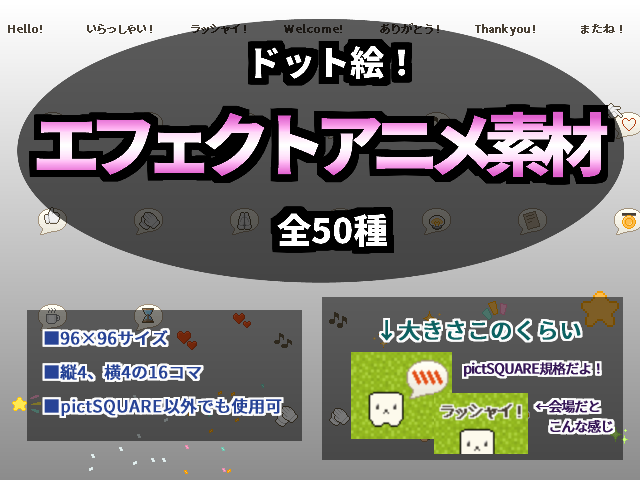 Hello! いらっしゃい! ラッシャイ! Welcome! ありがとう! Thankyou! またね!
ドット絵！
エフェクトアニメ素材
全50種
■96×96サイズ
■縦4、横4の16コマ
■pictSQUARE以外でも使用可
↓大きさこのくらい
pictSQUARE規格だよ！
ラッシャイ!
←会場だと
こんな感じ